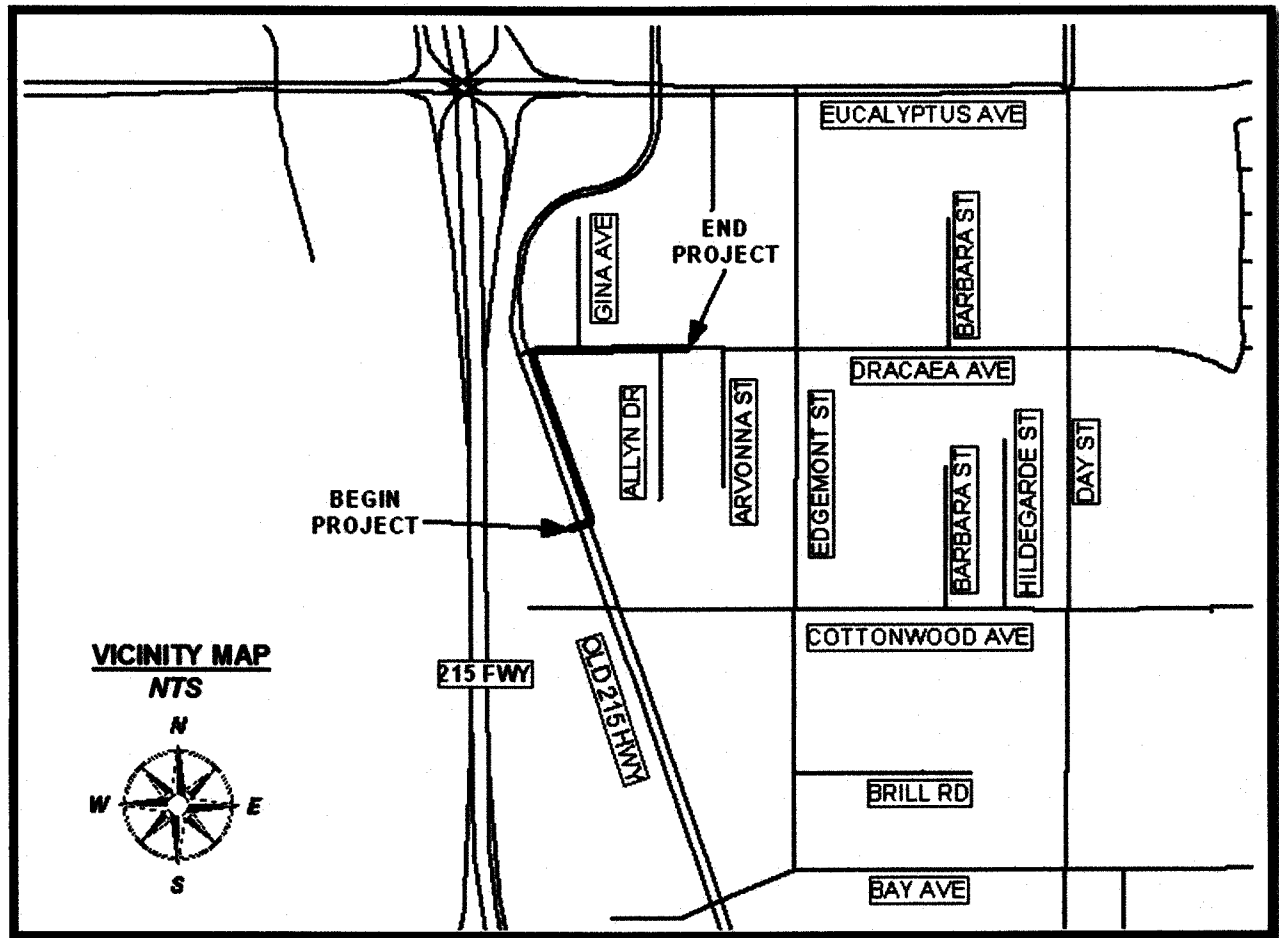 EUCALYPTUS AVE
END
PROJECT
GINA AVE
BARBARA ST
DRACAEA AVE
ALLYN DR
ARVONNA ST
EDGEMONT ST
BARBARA ST
HILDEGARDE ST
DAY ST
BEGIN
PROJECT
COTTONWOOD AVE
VICINITY MAP
NTS
215 FWY
OLD 215 HWY
N
W
E
S
BRILL RD
BAY AVE